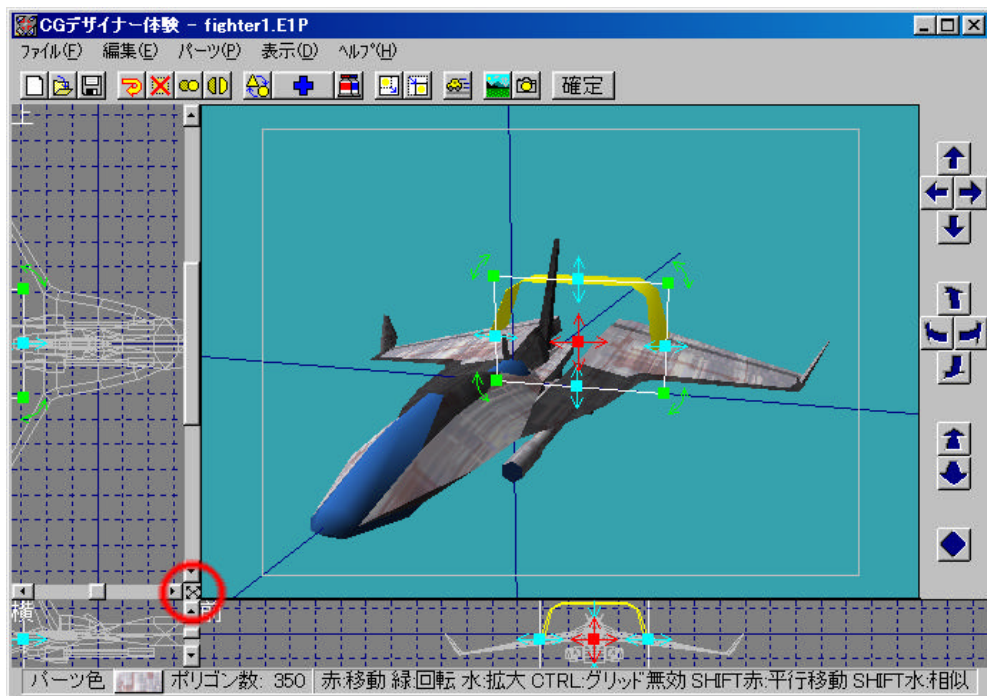 CGデザイナー体験 - fighter1.E1P
ファイル(F) 編集(E) パーツ(P) 表示(D) ヘルプ(H)
確定
上
横
前
パーツ色 ポリゴン数: 350 赤:移動 緑:回転 水:拡大 CTRL:グリッド無効 SHIFT赤:平行移動 SHIFT水:相似